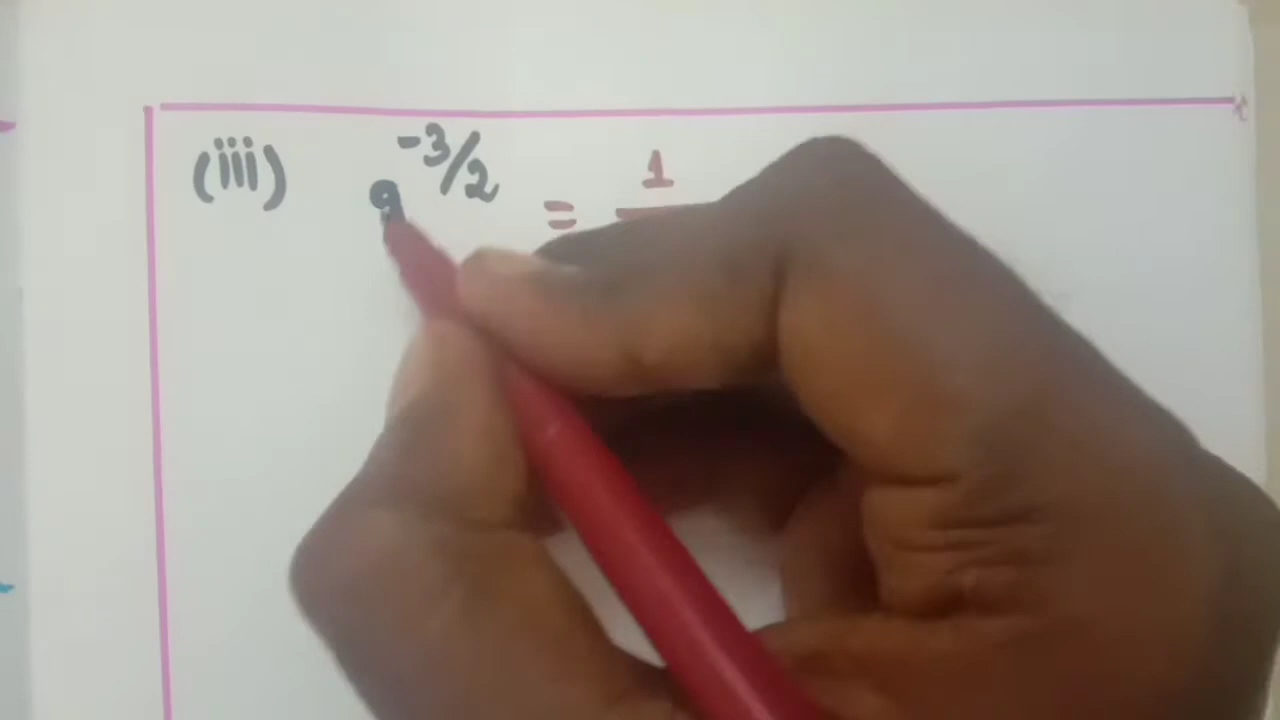 (iii) 9^-3/2 = 1